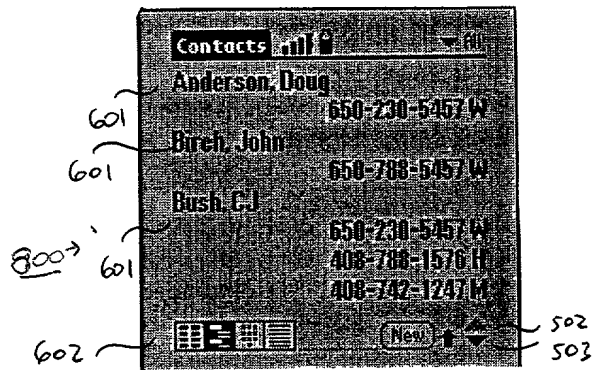 Contacts All
Anderson, Doug
650-230-5457 W
601
Birch, John
601
650-788-5457 W
Bush, CJ
650-230-5457 W
800 601
408-788-1576 H
408-742-1247 M
602 New 502
503